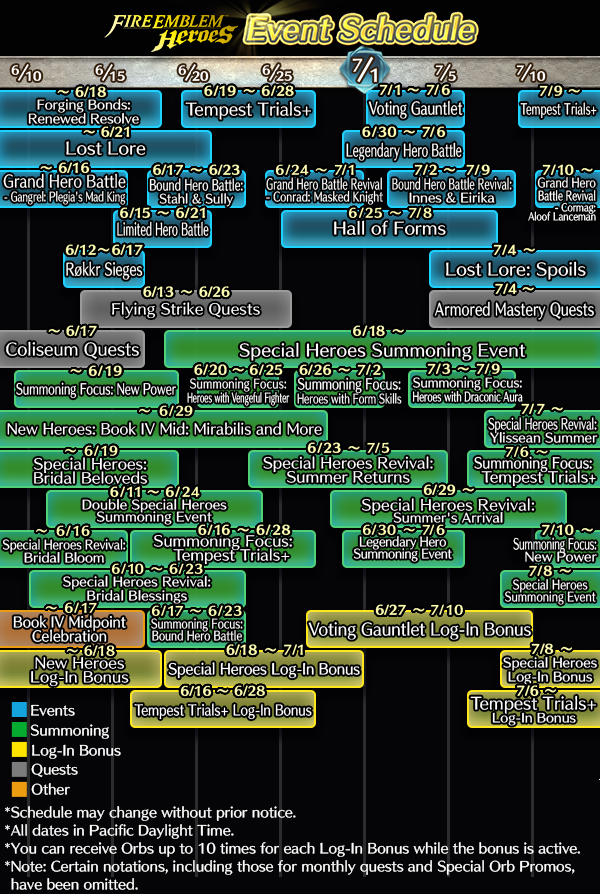 FIRE EMBLEM
Heroes
Event Schedule
6/10 6/15 6/20 6/25 7/1 7/5 7/10
~ 6/18
Forging Bonds:
Renewed Resolve
6/19 ~ 6/28
Tempest Trials+
7/1 ~ 7/6
Voting Gauntlet
7/9 ~
Tempest Trials+
~ 6/21
Lost Lore
6/30 ~ 7/6
Legendary Hero Battle
~ 6/16
Grand Hero Battle
- Gangrel: Plegia's Mad King
6/17 ~ 6/23
Bound Hero Battle:
Stahl & Sully
6/24 ~ 7/1
Grand Hero Battle Revival
- Conrad: Masked Knight
7/2 ~ 7/9
Bound Hero Battle Revival:
Innes & Eirika
7/10 ~
Grand Hero
Battle Revival
- Cormag:
Aloof Lanceman
6/15 ~ 6/21
Limited Hero Battle
6/25 ~ 7/8
Hall of Forms
6/12~ 6/17
Røkkr Sieges
7/4 ~
Lost Lore: Spoils
6/13 ~ 6/26
Flying Strike Quests
7/4 ~
Armored Mastery Quests
~ 6/17
Coliseum Quests
6/18 ~
Special Heroes Summoning Event
~ 6/19
Summoning Focus: New Power
6/20 ~ 6/25
Summoning Focus:
Heroes with Vengeful Fighter
6/26 ~ 7/2
Summoning Focus:
Heroes with Form Skills
7/3 ~ 7/9
Summoning Focus:
Heroes with Draconic Aura
~ 6/29
New Heroes: Book IV Mid: Mirabilis and More
7/7 ~
Special Heroes Revival:
Ylissean Summer
~ 6/19
Special Heroes:
Bridal Beloveds
6/23 ~ 7/5
Special Heroes Revival:
Summer Returns
7/6 ~
Summoning Focus:
Tempest Trials+
6/11 ~ 6/24
Double Special Heroes
Summoning Event
6/29 ~
Special Heroes Revival:
Summer's Arrival
~ 6/16
Special Heroes Revival:
Bridal Bloom
6/16 ~ 6/28
Summoning Focus:
Tempest Trials+
6/30 ~ 7/6
Legendary Hero
Summoning Event
7/10 ~
Summoning Focus:
New Power
6/10 ~ 6/23
Special Heroes Revival:
Bridal Blessings
7/8 ~
Special Heroes
Summoning Event
~ 6/17
Book IV Midpoint
Celebration
6/17 ~ 6/23
Summoning Focus:
Bound Hero Battle
6/27 ~ 7/10
Voting Gauntlet Log-In Bonus
~ 6/18
New Heroes
Log-In Bonus
6/18 ~ 7/1
Special Heroes Log-In Bonus
7/8 ~
Special Heroes
Log-In Bonus
6/16 ~ 6/28
Tempest Trials+ Log-In Bonus
7/6 ~
Tempest Trials+
Log-In Bonus
Events
Summoning
Log-In Bonus
Quests
Other
*Schedule may change without prior notice.
*All dates in Pacific Daylight Time.
*You can receive Orbs up to 10 times for each Log-In Bonus while the bonus is active.
*Note: Certain notations, including those for monthly quests and Special Orb Promos,
have been omitted.